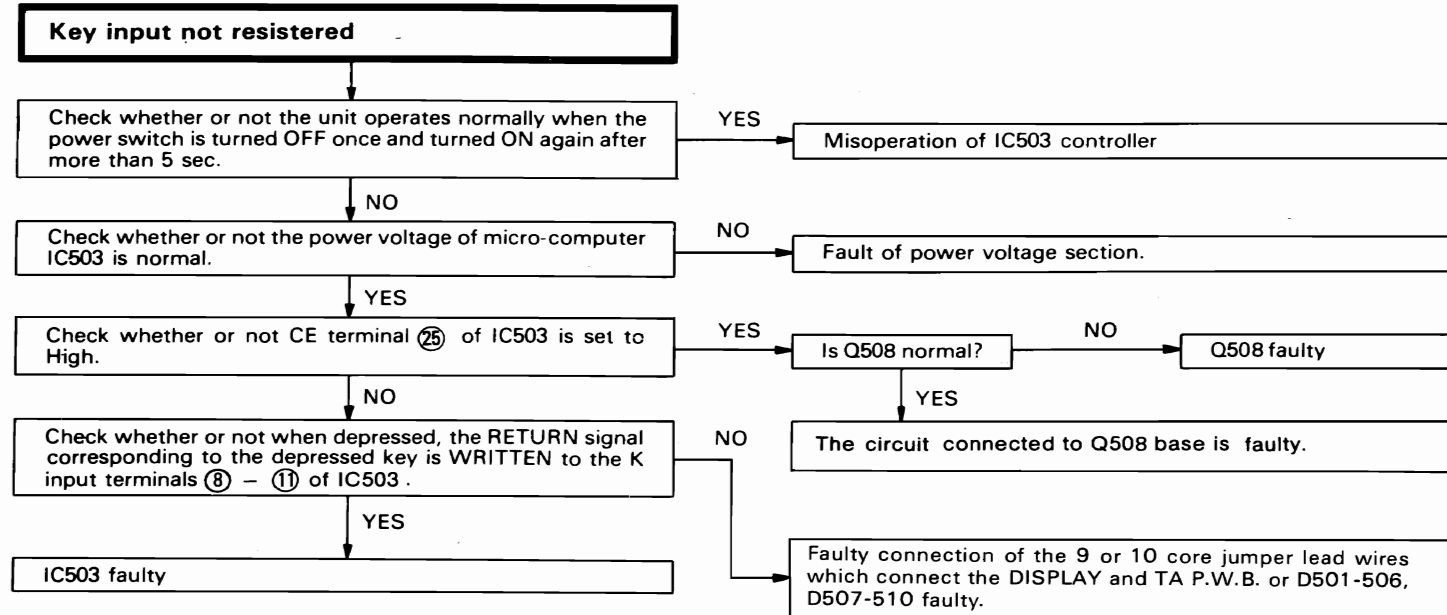 Key input not resistered
Check whether or not the unit operates normally when the
power switch is turned OFF once and turned ON again after
more than 5 sec.
YES
Misoperation of IC503 controller
NO
Check whether or not the power voltage of micro-computer
IC503 is normal.
NO
Fault of power voltage section.
YES
Check whether or not CE terminal ㉕ of IC503 is set to
High.
YES
Is Q508 normal?
NO
Q508 faulty
YES
The circuit connected to Q508 base is faulty.
NO
Check whether or not when depressed, the RETURN signal
corresponding to the depressed key is WRITTEN to the K
input terminals ⑧ – ⑪ of IC503.
NO
Faulty connection of the 9 or 10 core jumper lead wires
which connect the DISPLAY and TA P.W.B. or D501-506,
D507-510 faulty.
YES
IC503 faulty